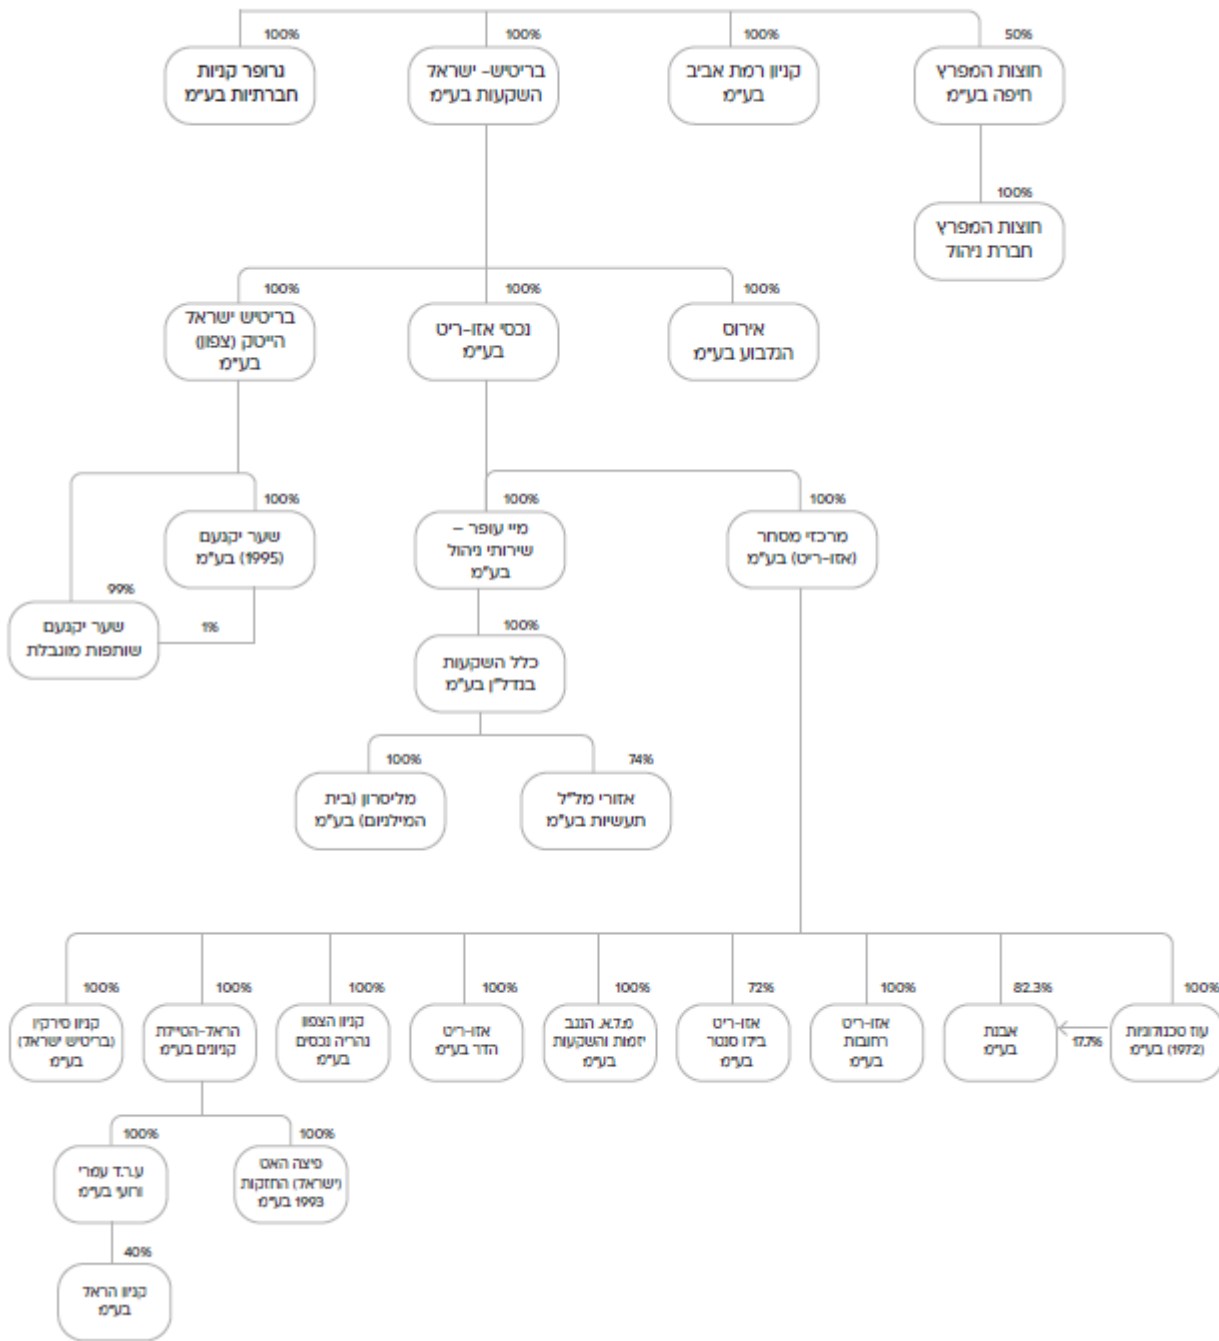 50%
100%
100%
100%
חוצות המפרץ
חיפה בע"מ
קניון רמת אביב
בע"מ
בריטיש- ישראל
השקעות בע"מ
גרופר קניות
חברתיות בע"מ
100%
חוצות המפרץ
חברת ניהול
100%
100%
100%
אירוס
הגלבוע בע"מ
נכסי אזו-ריט
בע"מ
בריטיש ישראל
הייטק (צפון)
בע"מ
100%
100%
100%
מרכזי מסחר
(אזו-ריט) בע"מ
מיי עופר –
שירותי ניהול
בע"מ
שער יקנעם
(1995) בע"מ
99%
1%
שער יקנעם
שותפות מוגבלת
100%
כלל השקעות
בנדל"ן בע"מ
74%
100%
אזורי מל"ל
תעשיות בע"מ
מליסרון (בית
המילניום) בע"מ
100%
82.3%
100%
72%
100%
100%
100%
100%
100%
עוז טכנולוגיות
(1972) בע"מ
17.7%
אבנת
בע"מ
אזו-ריט
רחובות
בע"מ
אזו-ריט
בילו סנטר
בע"מ
מ.ל.א. הנגב
יזמות והשקעות
בע"מ
אזו-ריט
הדר בע"מ
קניון הצפון
נהריה נכסים
בע"מ
הראל-הטיילת
קניונים בע"מ
קניון סירקין
(בריטיש ישראל)
בע"מ
100%
100%
פיצה האט
(ישראל) החזקות
1993 בע"מ
ע.ר.ד עמרי
ורועי בע"מ
40%
קניון הראל
בע"מ